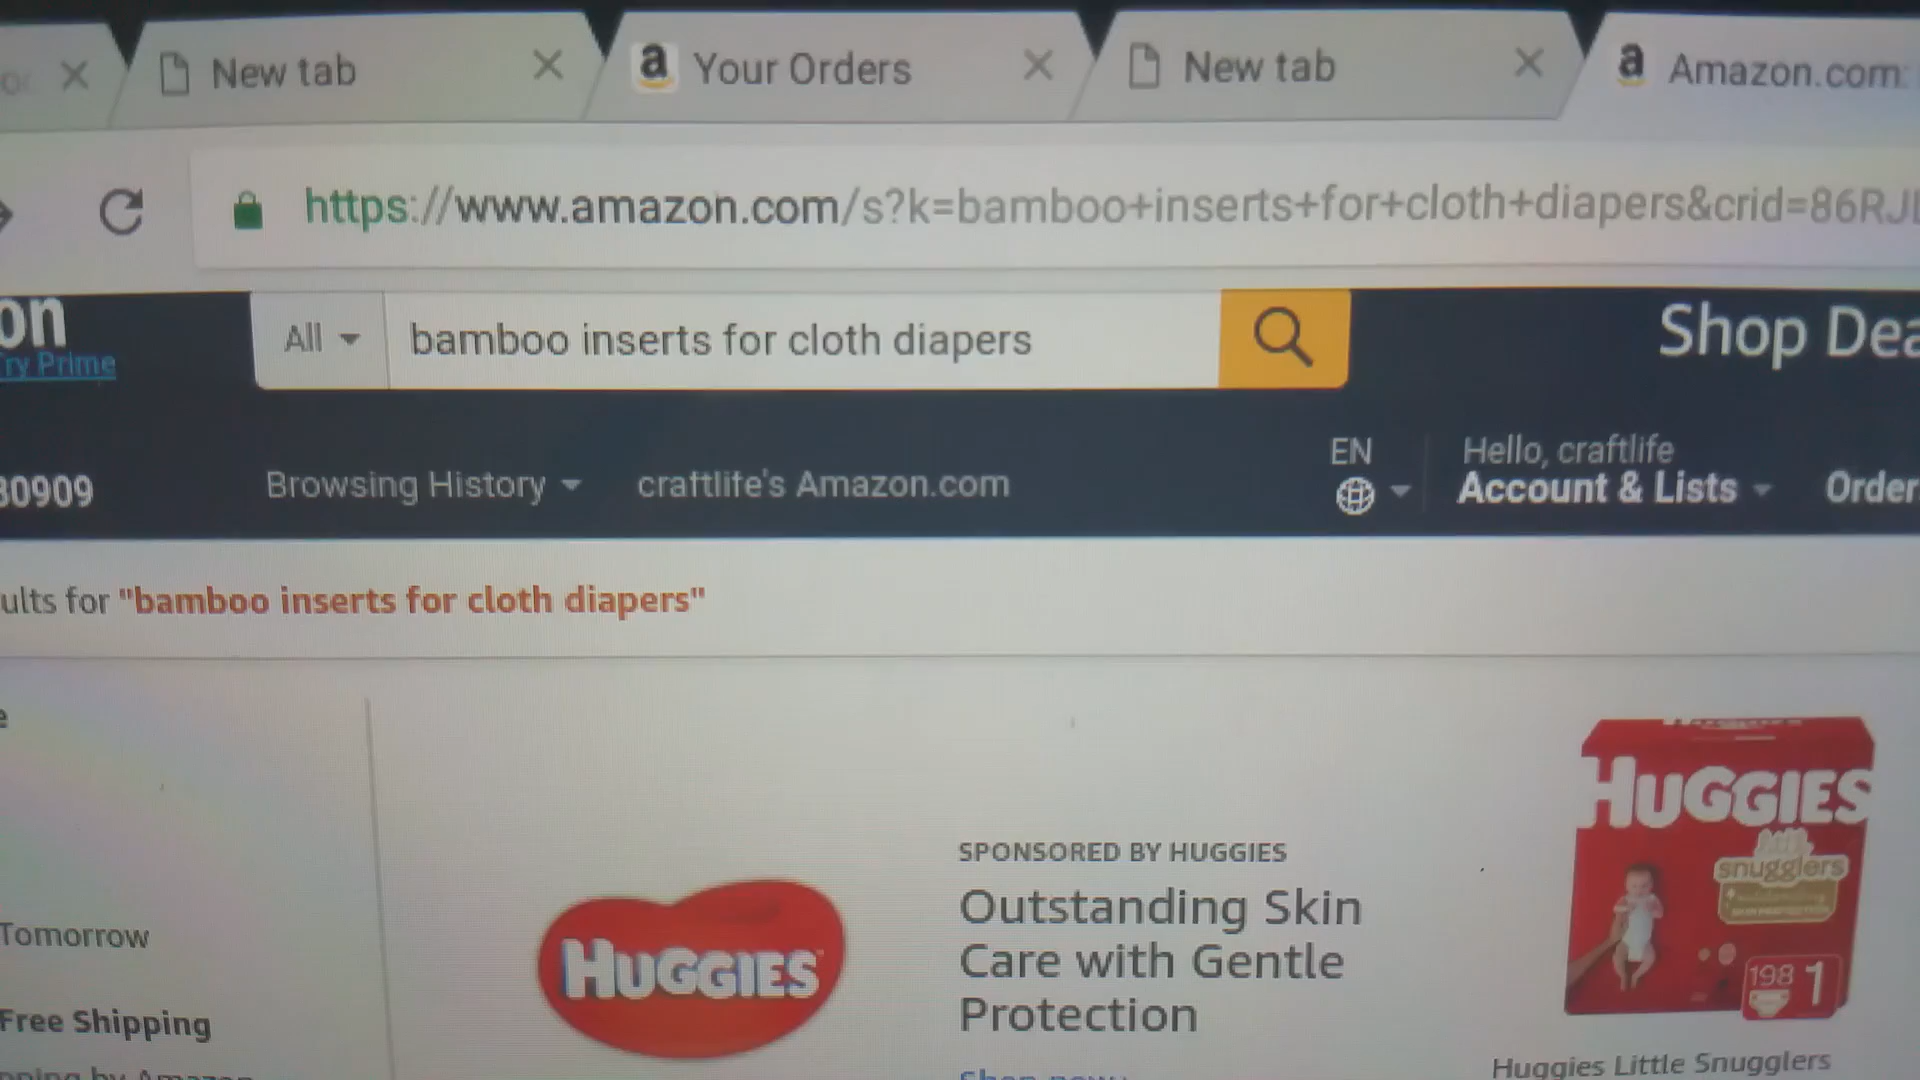 New tab
Your Orders
New tab
Amazon.com:
https://www.amazon.com/s?k=bamboo+inserts+for+cloth+diapers&crid=86RJ
on
Try Prime
All
bamboo inserts for cloth diapers
Shop Dea
30909
Browsing History
craftlife's Amazon.com
EN
Hello, craftlife
Account & Lists
Order
ults for "bamboo inserts for cloth diapers"
e
HUGGIES
SPONSORED BY HUGGIES
Outstanding Skin
Care with Gentle
Protection
Tomorrow
Free Shipping
HUGGIES
little
snugglers
198 1
Huggies Little Snugglers